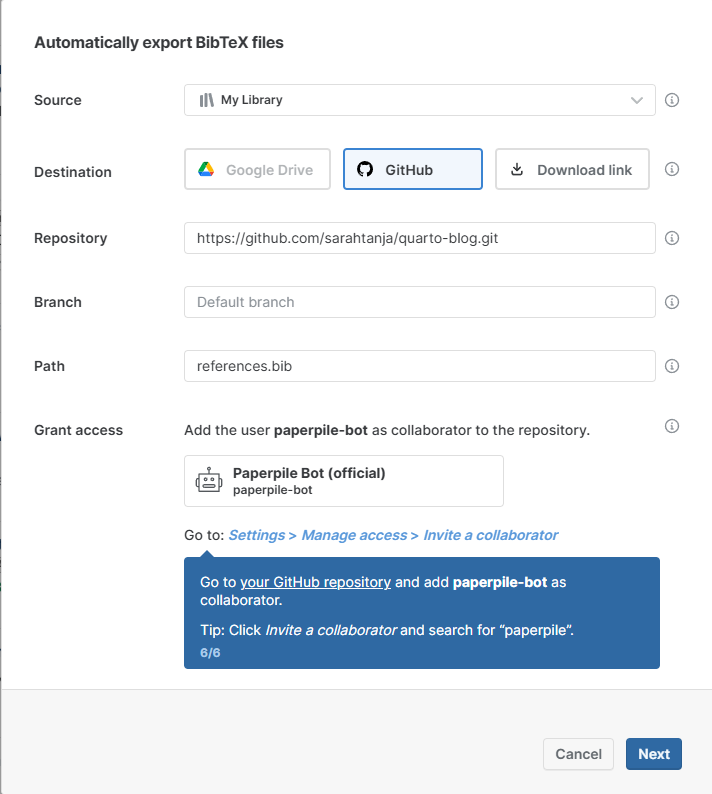 Automatically export BibTeX files
Source
My Library
Destination
Google Drive
GitHub
Download link
Repository
https://github.com/sarahtanja/quarto-blog.git
Branch
Default branch
Path
references.bib
Grant access
Add the user paperpile-bot as collaborator to the repository.
Paperpile Bot (official)
paperpile-bot
Go to: Settings > Manage access > Invite a collaborator
Go to your GitHub repository and add paperpile-bot as
collaborator.
Tip: Click Invite a collaborator and search for “paperpile”.
6/6
Cancel
Next